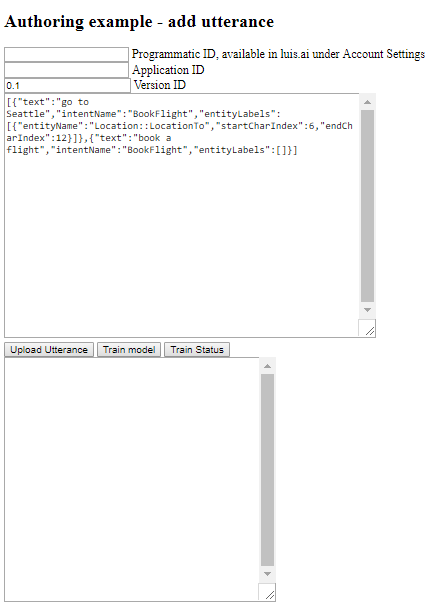 Authoring example - add utterance
Programmatic ID, available in luis.ai under Account Settings
Application ID
0.1 Version ID
[{"text":"go to
Seattle","intentName":"BookFlight","entityLabels":
[{"entityName":"Location::LocationTo","startCharIndex":6,"endCh
arIndex":12}]},{"text":"book a
flight","intentName":"BookFlight","entityLabels":[]}]
Upload Utterance Train model Train Status